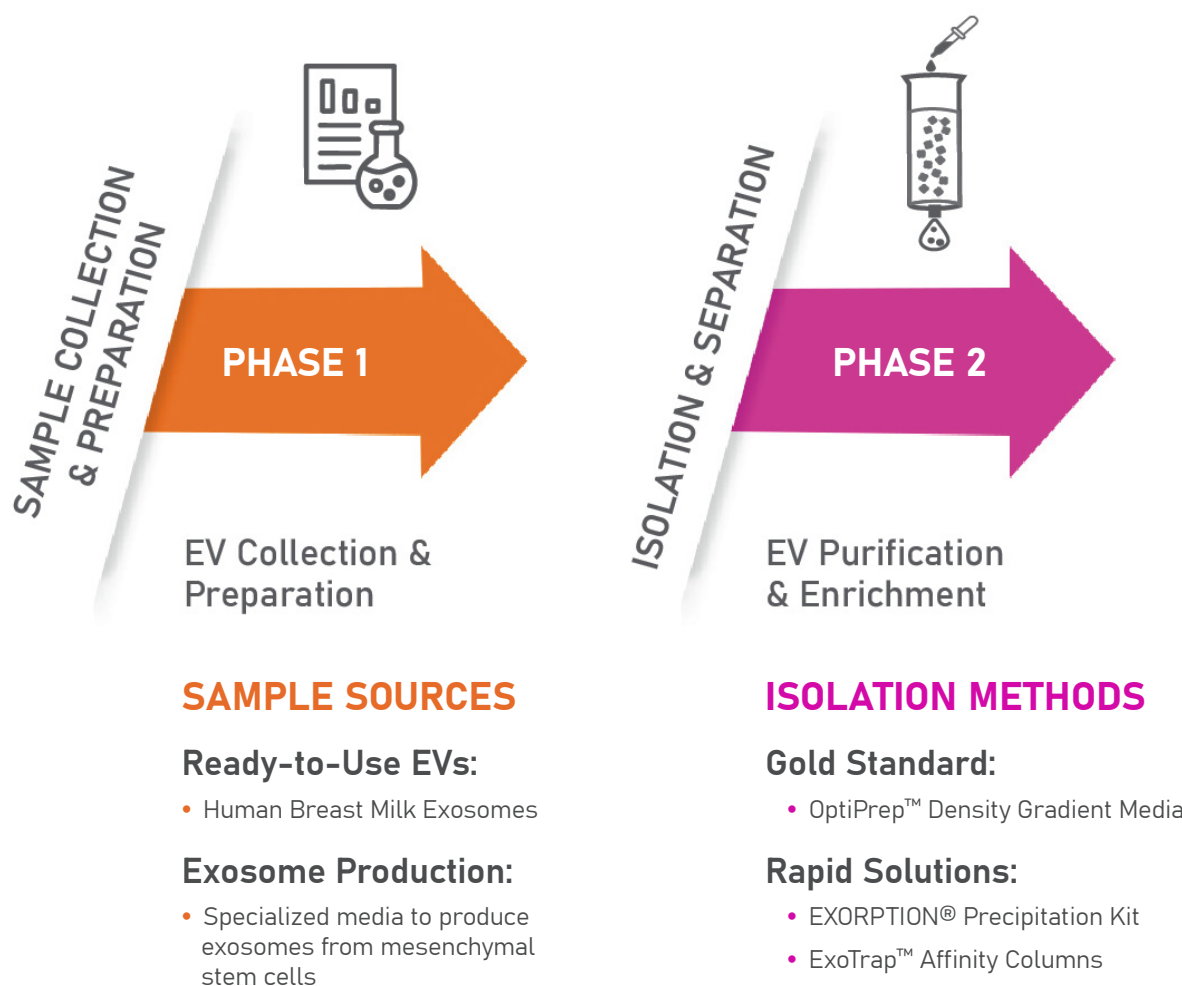 SAMPLE COLLECTION
& PREPARATION
PHASE 1
EV Collection &
Preparation
SAMPLE SOURCES
Ready-to-Use EVs:
• Human Breast Milk Exosomes
Exosome Production:
• Specialized media to produce
exosomes from mesenchymal
stem cells
ISOLATION & SEPARATION
PHASE 2
EV Purification
& Enrichment
ISOLATION METHODS
Gold Standard:
• OptiPrep™ Density Gradient Media
Rapid Solutions:
• EXORPTION® Precipitation Kit
• ExoTrap™ Affinity Columns